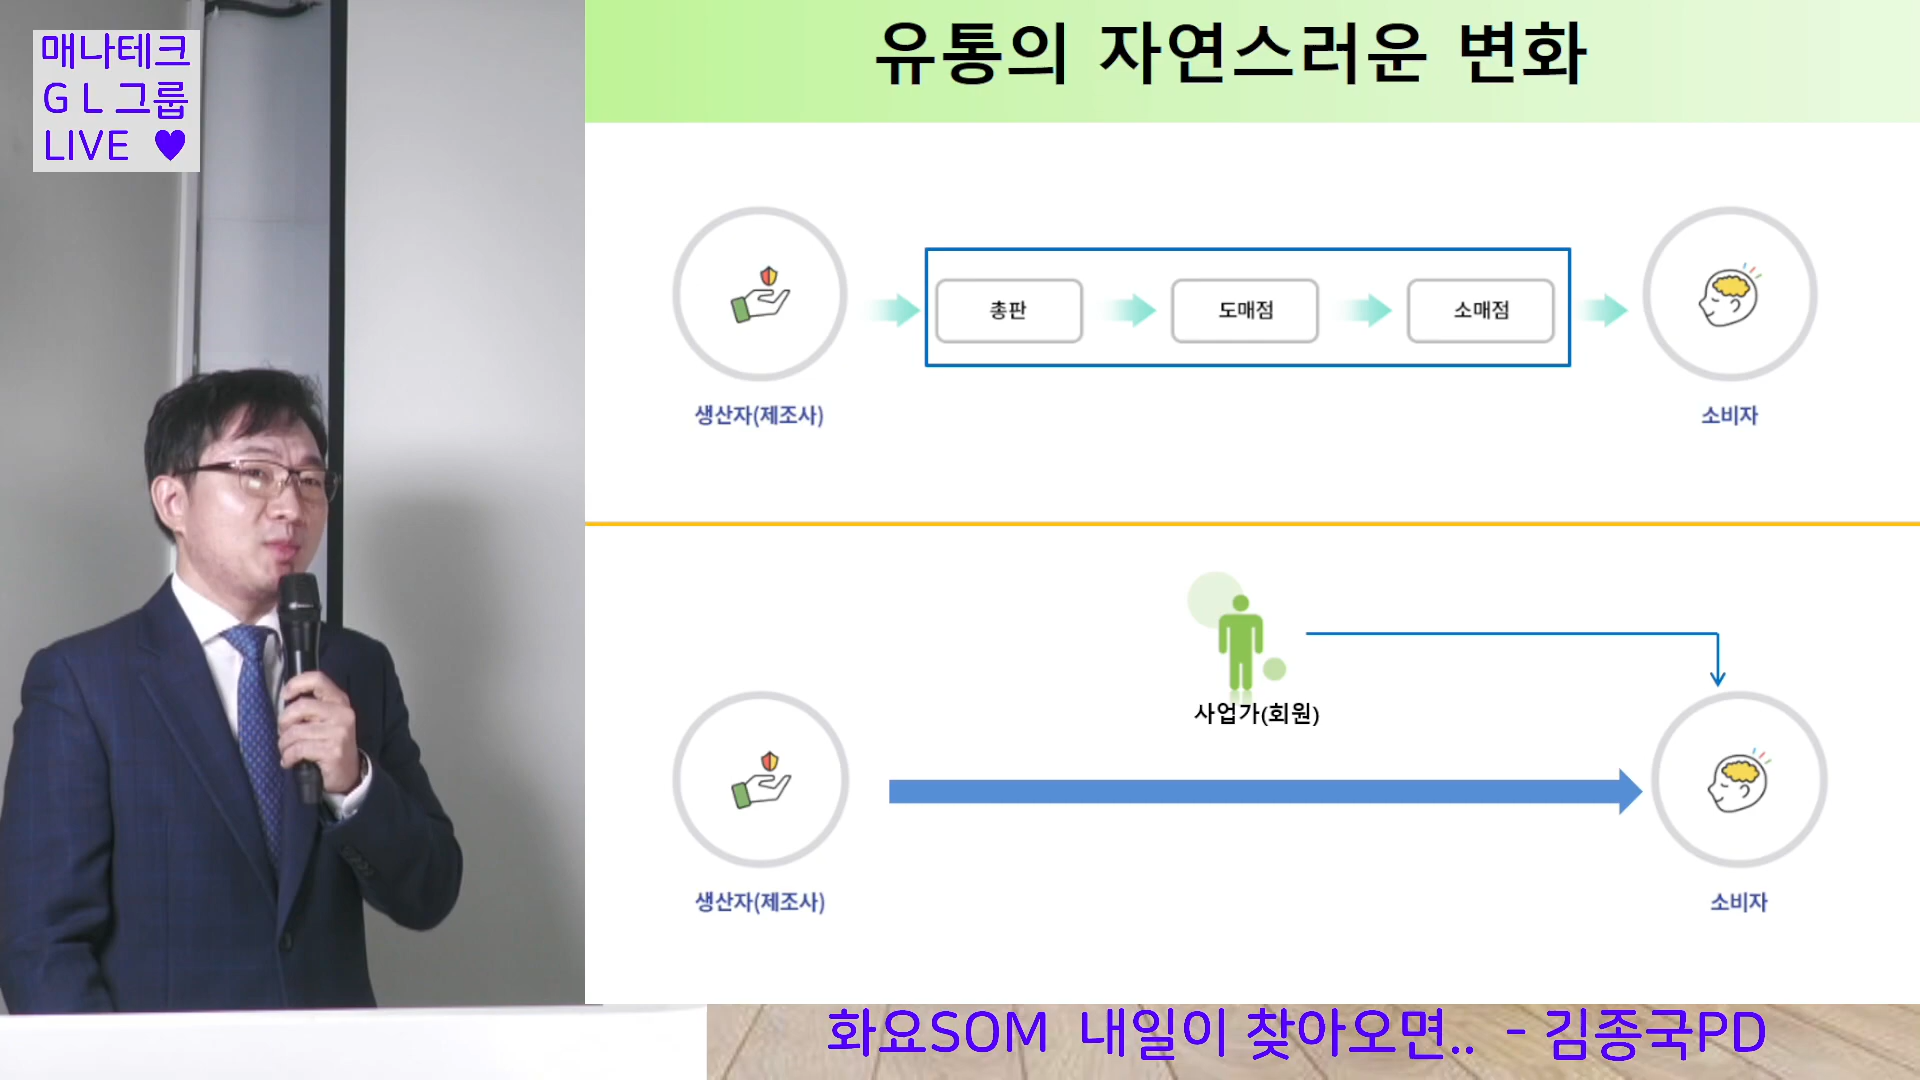 매나테크
G L 그룹
LIVE ♥
유통의 자연스러운 변화
총판
도매점
소매점
생산자(제조사)
소비자
사업가(회원)
생산자(제조사)
소비자
화요SOM 내일이 찾아오면.. - 김종국PD